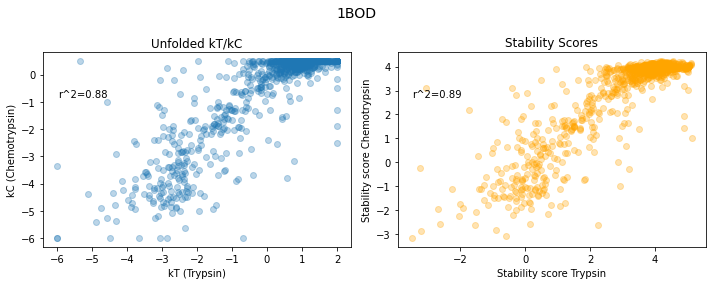 1BOD
Unfolded kT/kC
r^2=0.88
kC (Chemotrypsin)
0
−1
−2
−3
−4
−5
−6
−6 −5 −4 −3 −2 −1 0 1 2
kT (Trypsin)
Stability Scores
r^2=0.89
Stability score Chemotrypsin
4
3
2
1
0
−1
−2
−3
−2 0 2 4
Stability score Trypsin